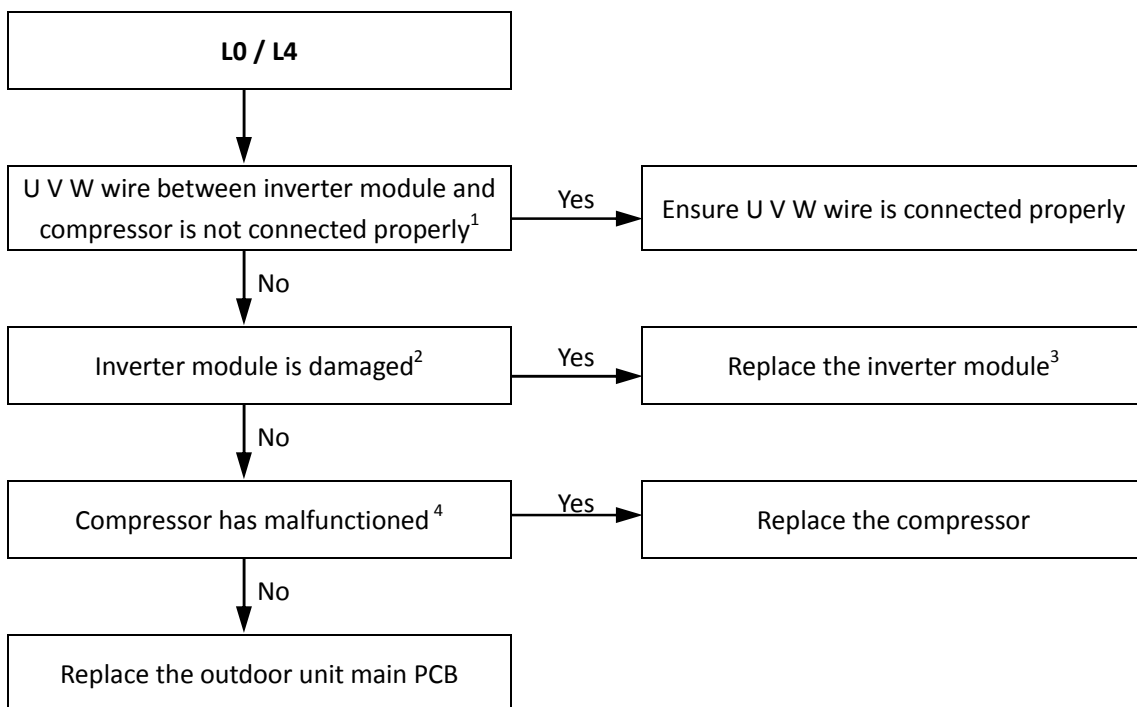 L0 / L4
U V W wire between inverter module and
compressor is not connected properly1
Yes
Ensure U V W wire is connected properly
No
Inverter module is damaged2
Yes
Replace the inverter module3
No
Compressor has malfunctioned 4
Yes
Replace the compressor
No
Replace the outdoor unit main PCB